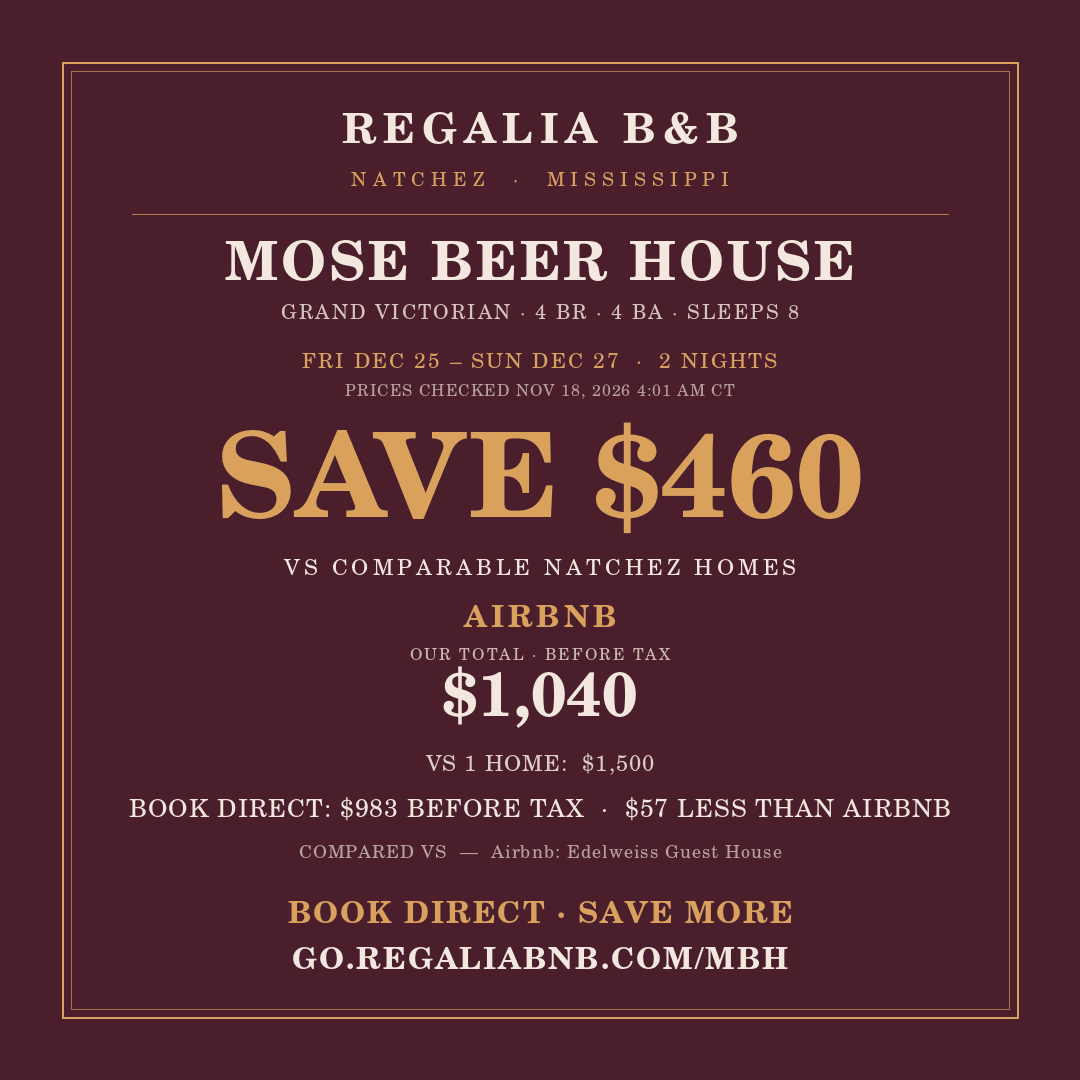 REGALIA B&B
NATCHEZ · MISSISSIPPI
MOSE BEER HOUSE
GRAND VICTORIAN · 4 BR · 4 BA · SLEEPS 8
FRI DEC 25 – SUN DEC 27 · 2 NIGHTS
PRICES CHECKED NOV 18, 2026 4:01 AM CT
SAVE $460
VS COMPARABLE NATCHEZ HOMES
AIRBNB
OUR TOTAL · BEFORE TAX
$1,040
VS 1 HOME: $1,500
BOOK DIRECT: $983 BEFORE TAX · $57 LESS THAN AIRBNB
COMPARED VS — Airbnb: Edelweiss Guest House
BOOK DIRECT · SAVE MORE
GO.REGALIABNB.COM/MBH